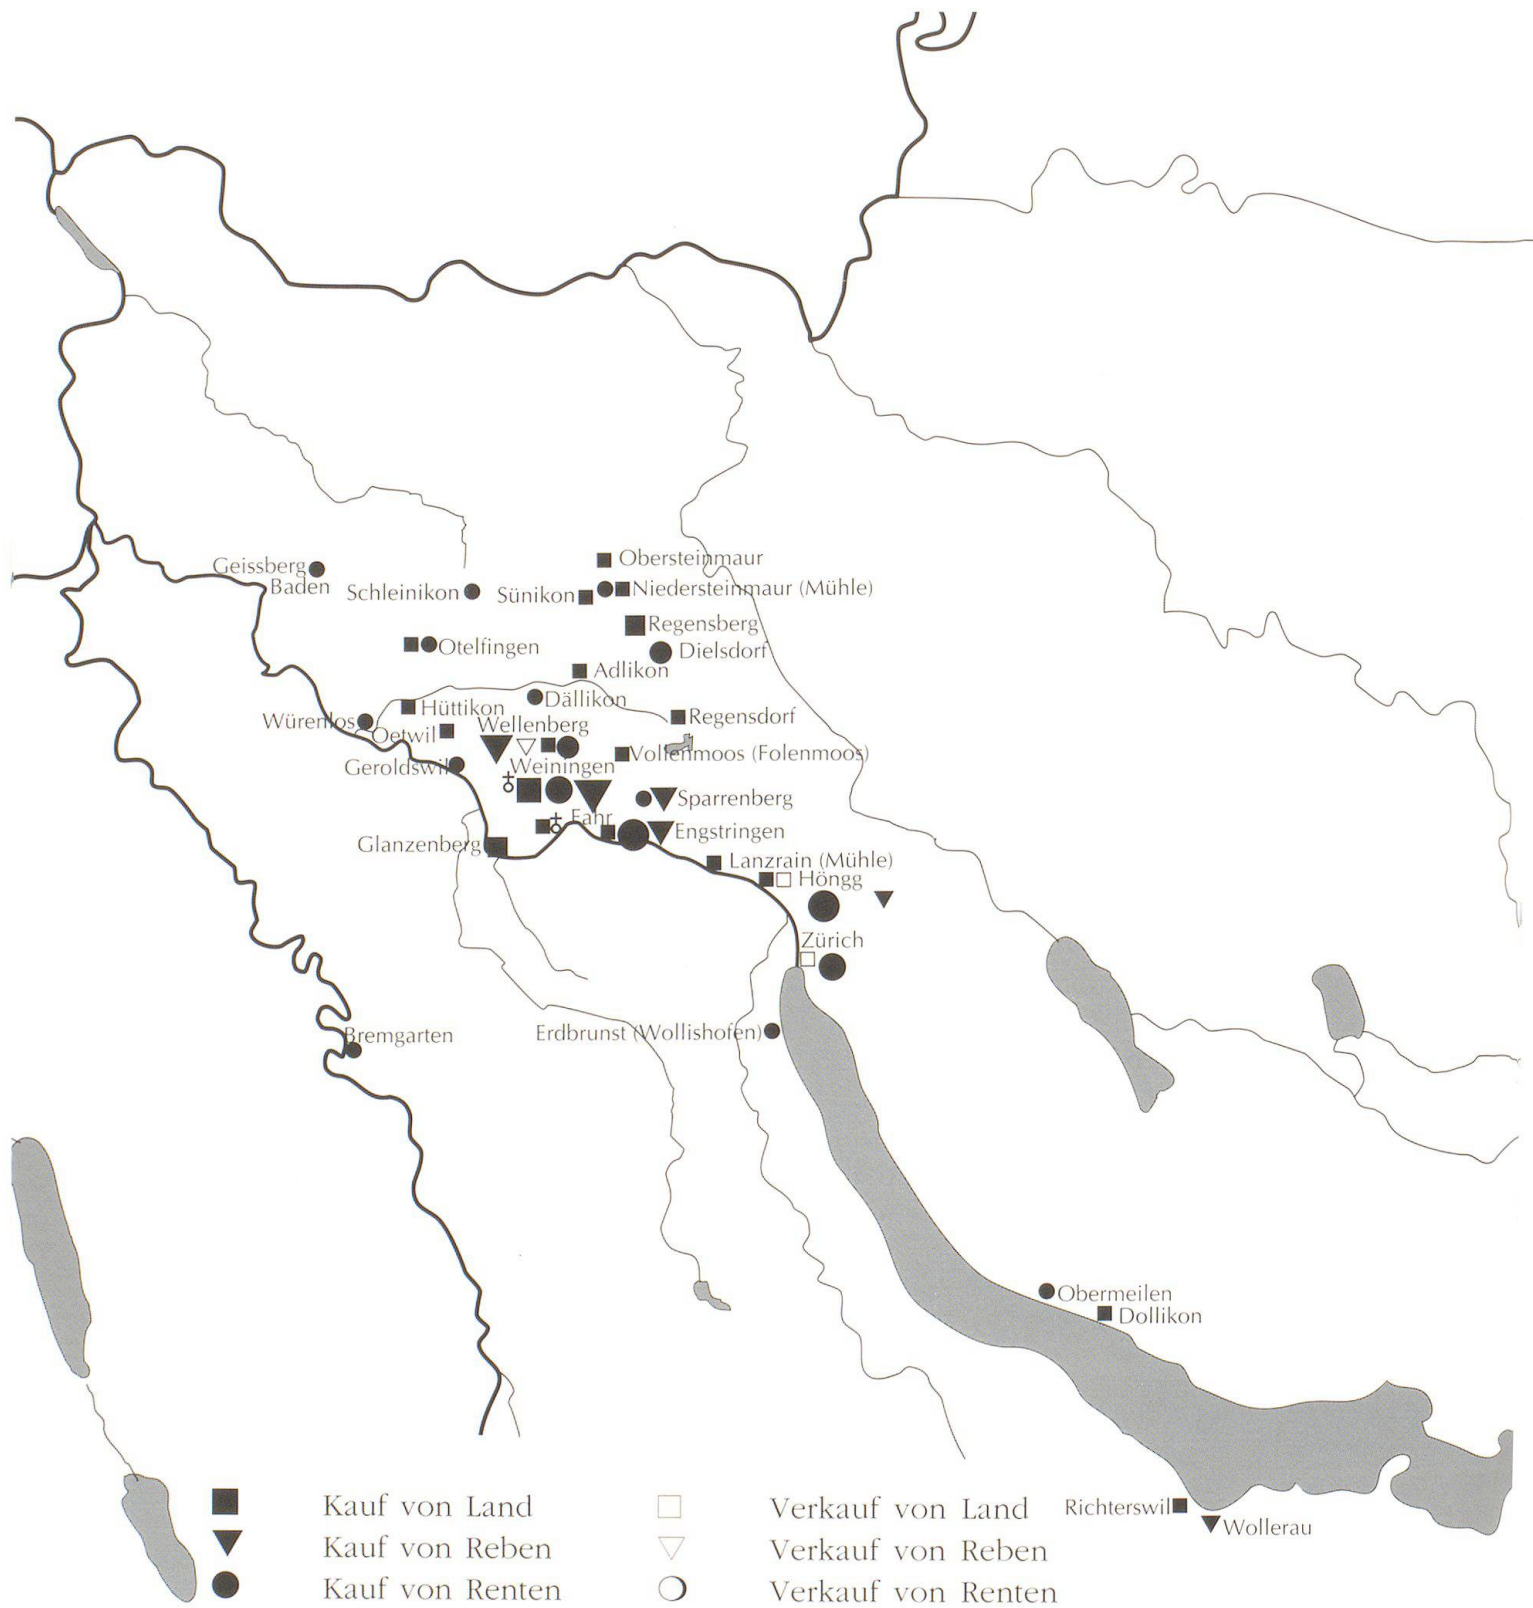 Obersteinmaur
Geissberg
Baden
Schleinikon
Sünikon
Niedersteinmaur (Mühle)
Regensberg
Otelfingen
Dielsdorf
Adlikon
Dällikon
Hüttikon
Regensdorf
Würenlos
Oetwil
Wellenberg
Vollenmoos (Folenmoos)
Geroldswil
Weiningen
Sparrenberg
Fahr
Engstringen
Glanzenberg
Lanzrain (Mühle)
Höngg
Zürich
Erdbrunst (Wollishofen)
Bremgarten
Obermeilen
Dollikon
Richterswil
Wollerau
Kauf von Land
Verkauf von Land
Kauf von Reben
Verkauf von Reben
Kauf von Renten
Verkauf von Renten